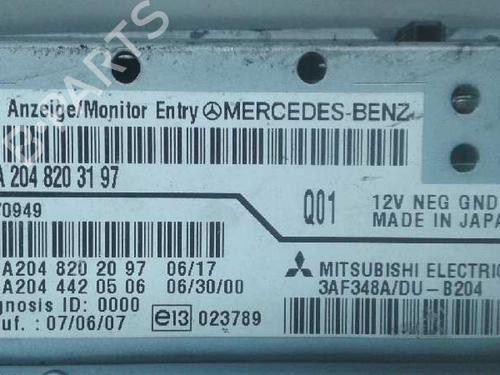 Anzeige/Monitor Entry MERCEDES-BENZ
A 204 820 31 97
70949
Q01
12V NEG GND
MADE IN JAPA
A204 820 20 97 06/17
A204 442 05 06 06/30/00
gnosis ID: 0000
uf.: 07/06/07
e13 023789
MITSUBISHI ELECTRIC
3AF348A/DU-B204
B-PARTS